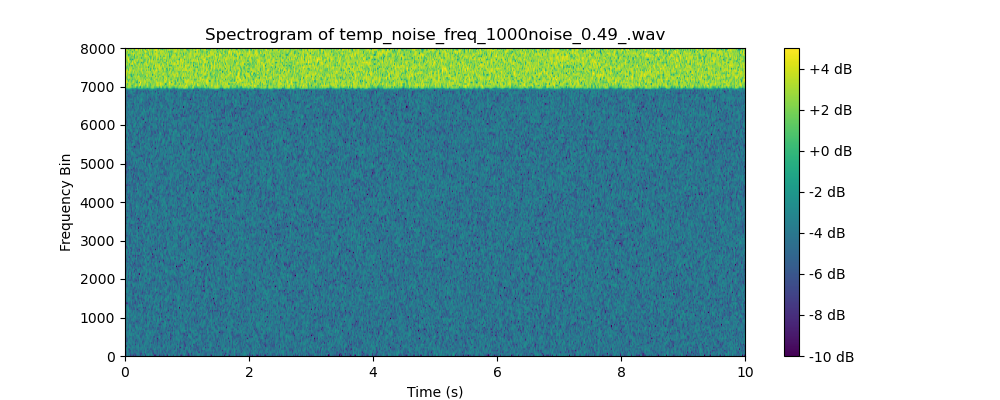 Spectrogram of temp_noise_freq_1000noise_0.49_.wav
8000
7000
6000
5000
4000
3000
2000
1000
0
Frequency Bin
0 2 4 6 8 10
Time (s)
+4 dB
+2 dB
+0 dB
-2 dB
-4 dB
-6 dB
-8 dB
-10 dB